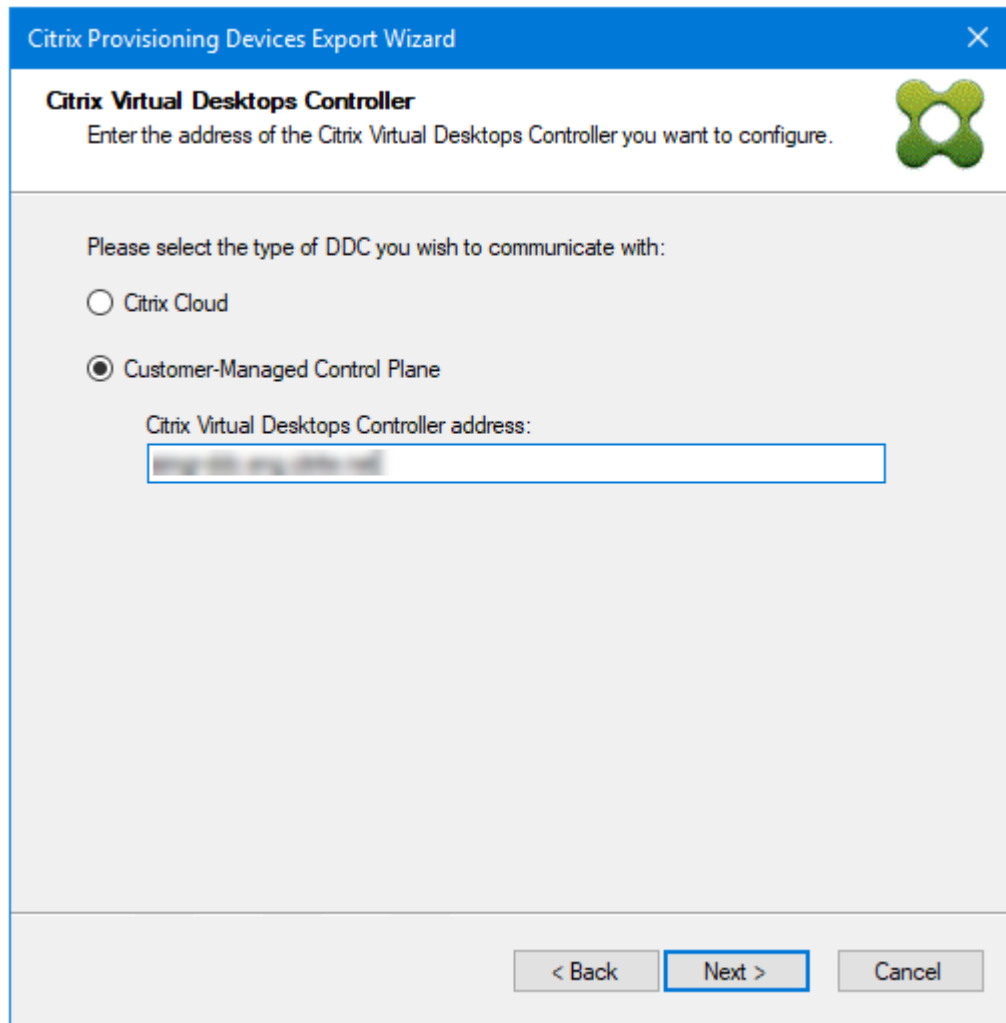 Citrix Provisioning Devices Export Wizard
Citrix Virtual Desktops Controller
Enter the address of the Citrix Virtual Desktops Controller you want to configure.
Please select the type of DDC you wish to communicate with:
Citrix Cloud
Customer-Managed Control Plane
Citrix Virtual Desktops Controller address:
< Back Next > Cancel